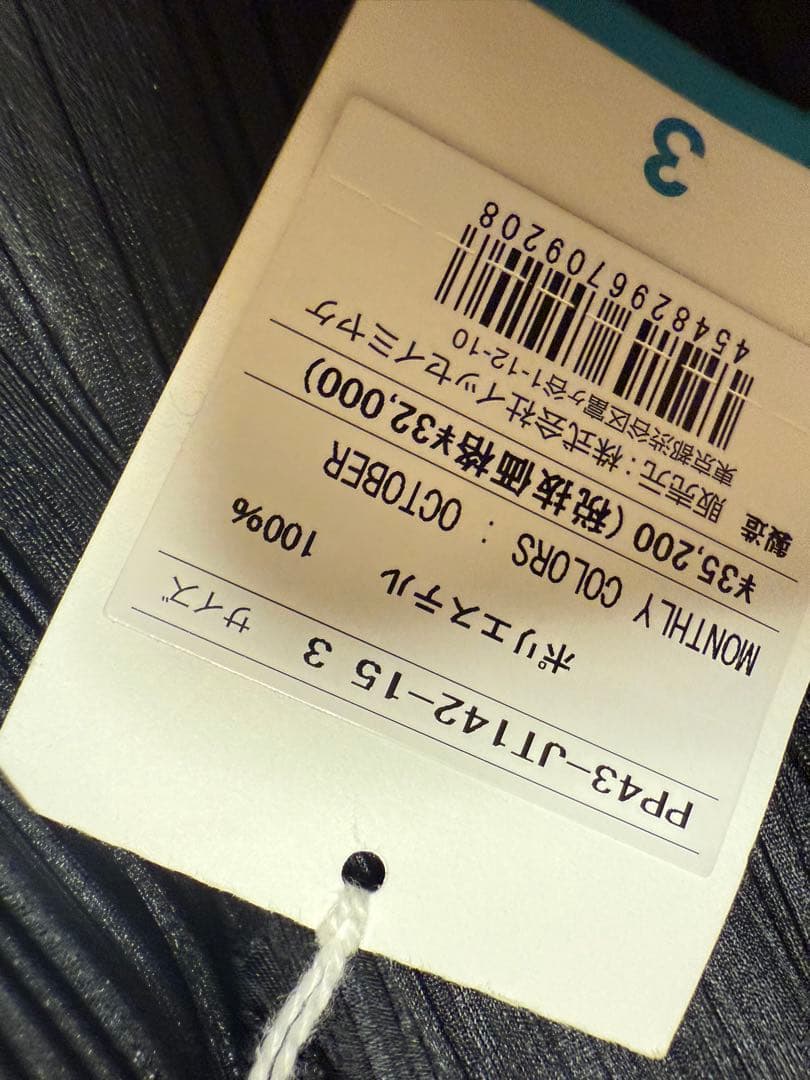 PP43-JT142-15 3 サイズ
ポリエステル 100%
MONTHLY COLORS : OCTOBER
¥35,200 (税抜価格¥32,000)
製造
販売元:株式会社イッセイミヤケ
東京都渋谷区富ヶ谷1-12-10
4548296709208
3